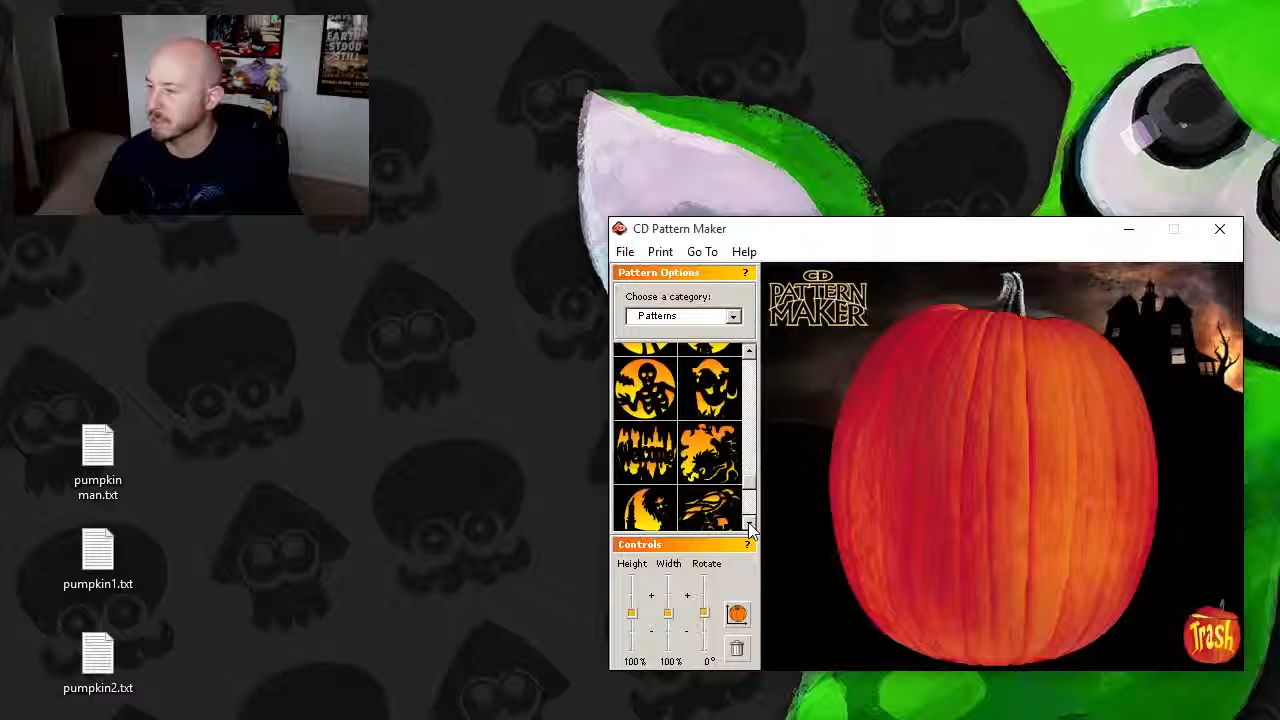 EARTH
STOOD
STILL
CD Pattern Maker
File Print Go To Help
Pattern Options ?
Choose a category:
Patterns
CD
PATTERN
MAKER
Controls ?
Height Width Rotate
+ +
- -
100% 100% 0°
Trash
pumpkin
man.txt
pumpkin1.txt
pumpkin2.txt